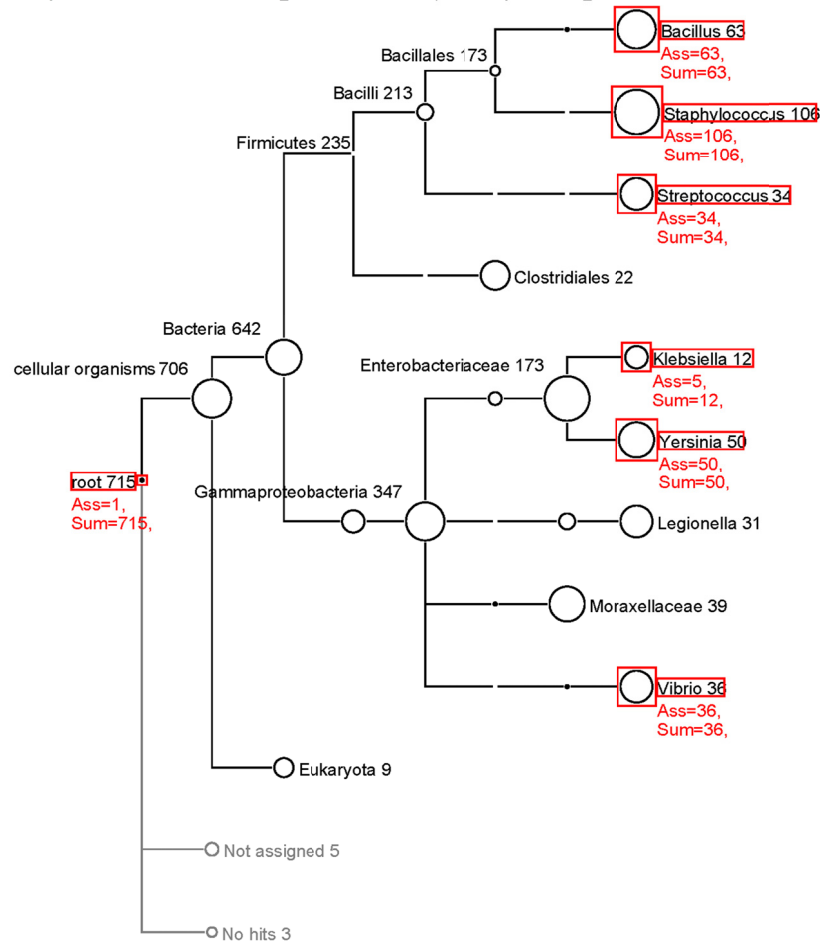 Bacillus 63
Ass=63,
Sum=63,
Bacillales 173
Bacilli 213
Staphylococcus 106
Ass=106,
Sum=106,
Firmicutes 235
Streptococcus 34
Ass=34,
Sum=34,
Clostridiales 22
Bacteria 642
Enterobacteriaceae 173
Klebsiella 12
Ass=5,
Sum=12,
cellular organisms 706
Yersinia 50
Ass=50,
Sum=50,
root 715
Ass=1,
Sum=715,
Gammaproteobacteria 347
Legionella 31
Moraxellaceae 39
Vibrio 36
Ass=36,
Sum=36,
Eukaryota 9
Not assigned 5
No hits 3